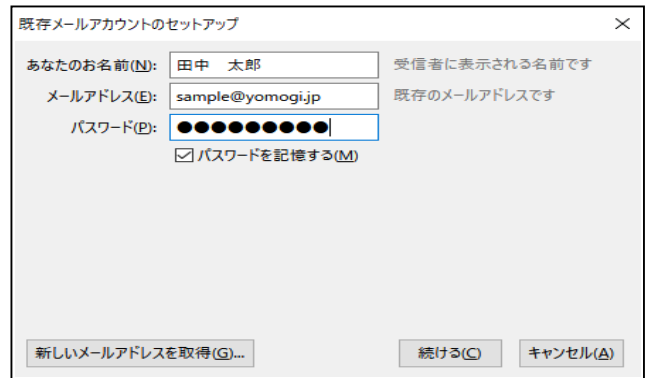 既存メールアカウントのセットアップ
あなたのお名前(N): 田中　太郎 受信者に表示される名前です
メールアドレス(E): sample@yomogi.jp 既存のメールアドレスです
パスワード(P): ●●●●●●●●●
パスワードを記憶する(M)
新しいメールアドレスを取得(G)... 続ける(C) キャンセル(A)